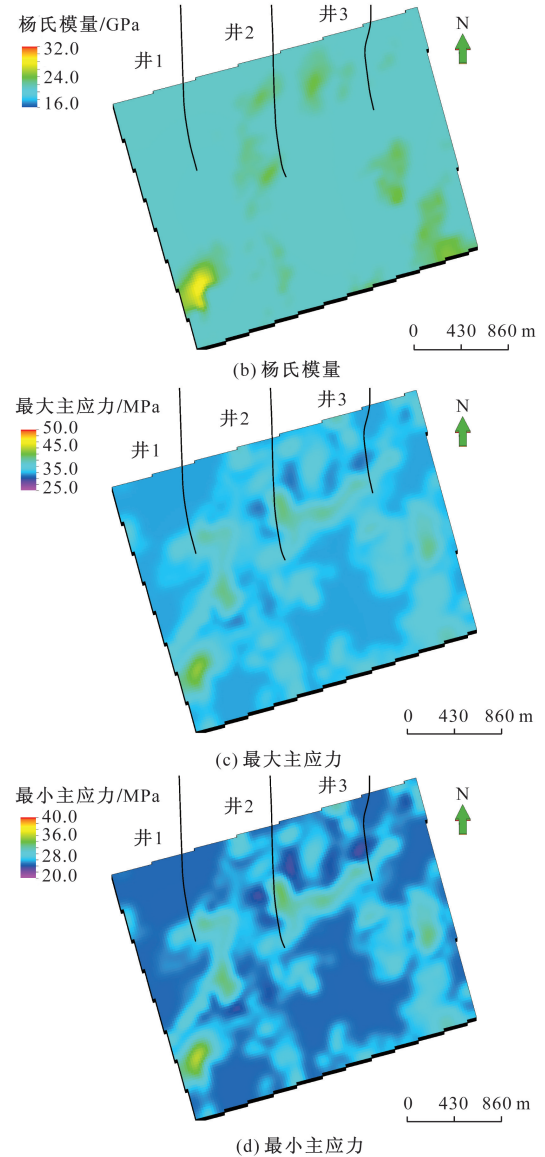 杨氏模量/GPa
32.0
24.0
16.0
井1
井2
井3
N
0 430 860 m
(b) 杨氏模量
最大主应力/MPa
50.0
45.0
35.0
25.0
井1
井2
井3
N
0 430 860 m
(c) 最大主应力
最小主应力/MPa
40.0
36.0
28.0
20.0
井1
井2
井3
N
0 430 860 m
(d) 最小主应力